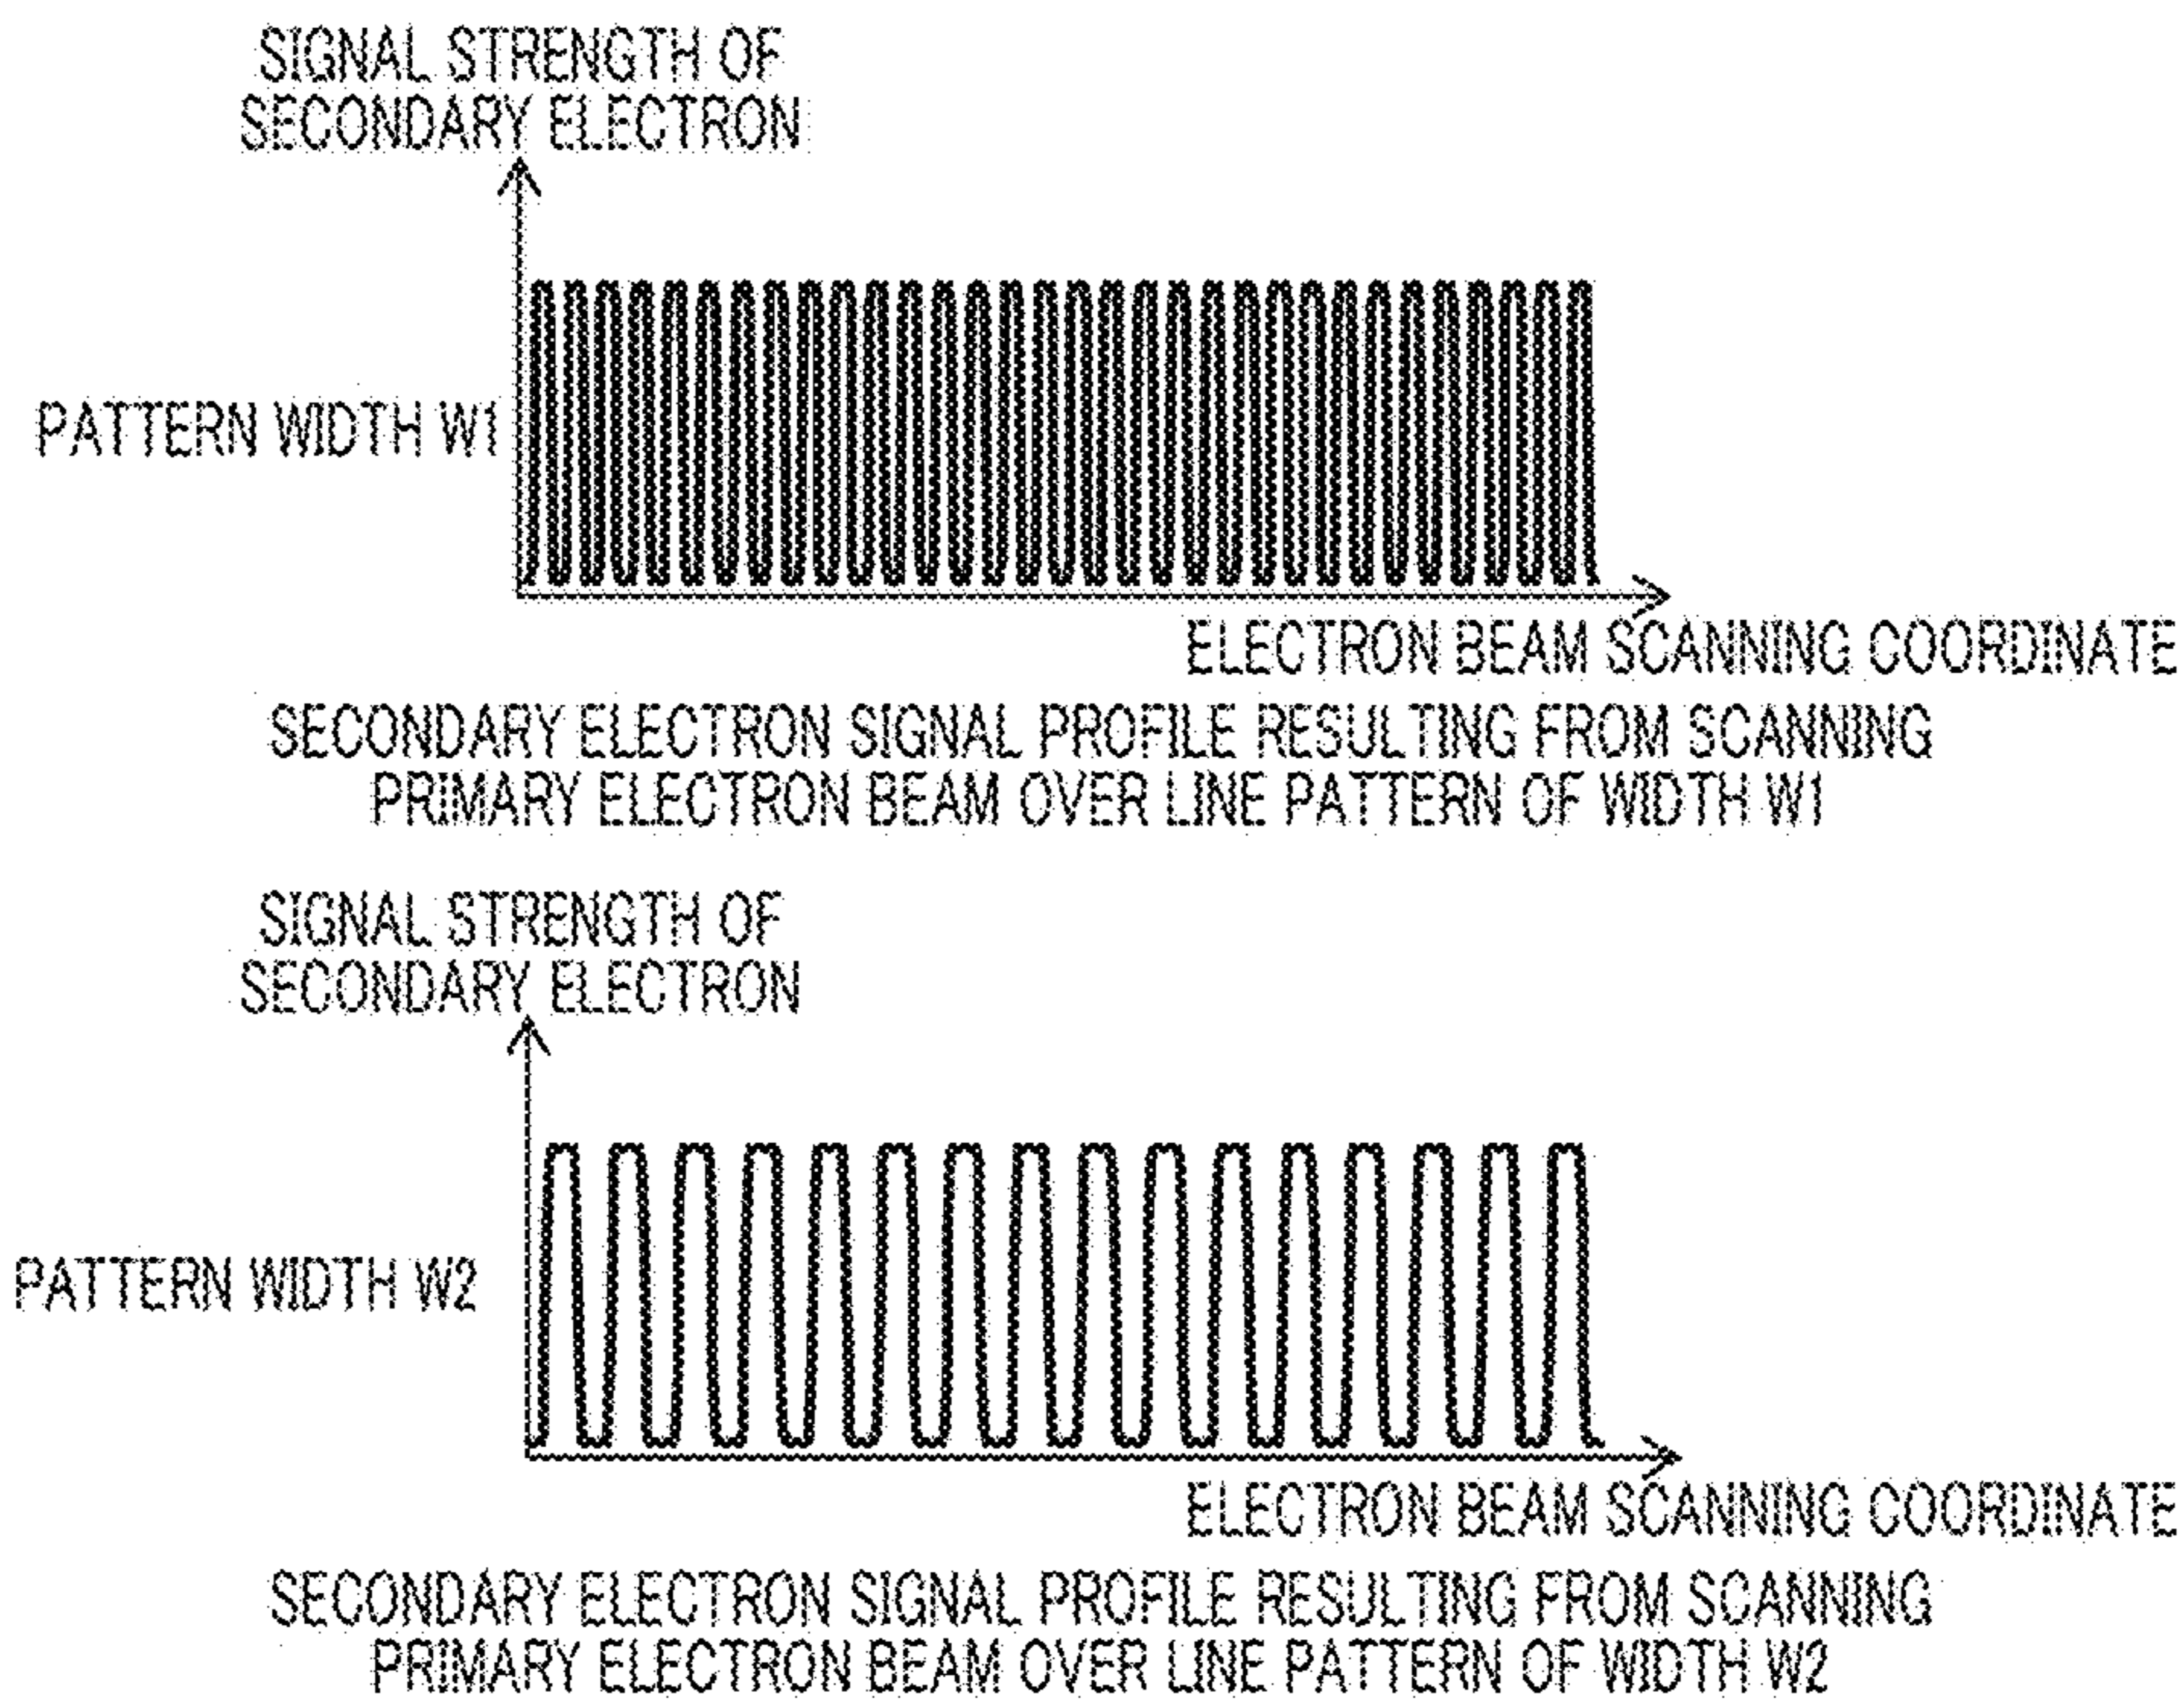 SIGNAL STRENGTH OF
SECONDARY ELECTRON
PATTERN WIDTH W1
ELECTRON BEAM SCANNING COORDINATE
SECONDARY ELECTRON SIGNAL PROFILE RESULTING FROM SCANNING
PRIMARY ELECTRON BEAM OVER LINE PATTERN OF WIDTH W1
SIGNAL STRENGTH OF
SECONDARY ELECTRON
PATTERN WIDTH W2
ELECTRON BEAM SCANNING COORDINATE
SECONDARY ELECTRON SIGNAL PROFILE RESULTING FROM SCANNING
PRIMARY ELECTRON BEAM OVER LINE PATTERN OF WIDTH W2